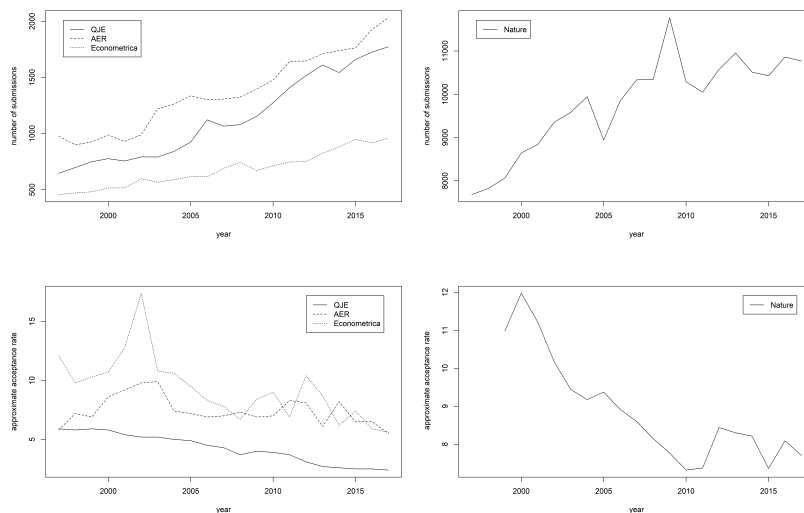 number of submissions
2000
1500
1000
500
QJE
AER
Econometrica
2000
2005
2010
2015
year
number of submissions
11000
10000
9000
8000
Nature
2000
2005
2010
2015
year
approximate acceptance rate
15
10
5
QJE
AER
Econometrica
2000
2005
2010
2015
year
approximate acceptance rate
12
11
10
9
8
Nature
2000
2005
2010
2015
year